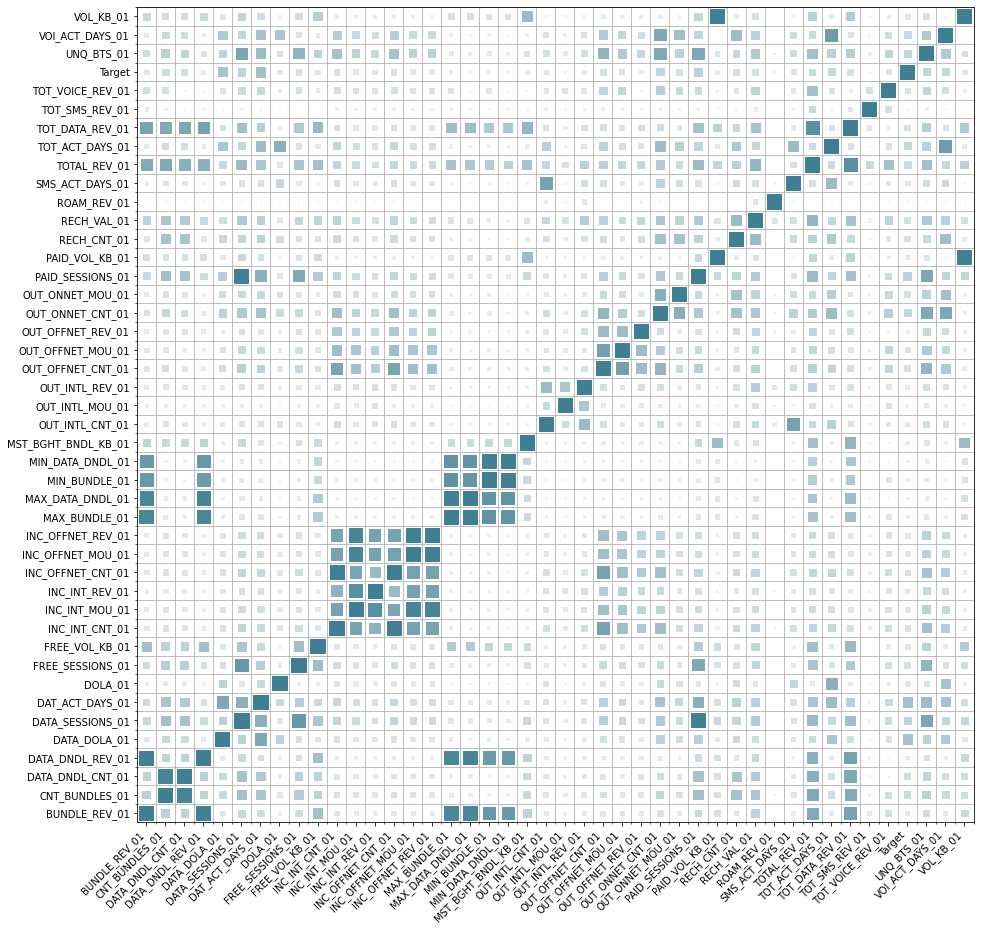 VOL_KB_01
VOI_ACT_DAYS_01
UNQ_BTS_01
Target
TOT_VOICE_REV_01
TOT_SMS_REV_01
TOT_DATA_REV_01
TOT_ACT_DAYS_01
TOTAL_REV_01
SMS_ACT_DAYS_01
ROAM_REV_01
RECH_VAL_01
RECH_CNT_01
PAID_VOL_KB_01
PAID_SESSIONS_01
OUT_ONNET_MOU_01
OUT_ONNET_CNT_01
OUT_OFFNET_REV_01
OUT_OFFNET_MOU_01
OUT_OFFNET_CNT_01
OUT_INTL_REV_01
OUT_INTL_MOU_01
OUT_INTL_CNT_01
MST_BGHT_BNDL_KB_01
MIN_DATA_DNDL_01
MIN_BUNDLE_01
MAX_DATA_DNDL_01
MAX_BUNDLE_01
INC_OFFNET_REV_01
INC_OFFNET_MOU_01
INC_OFFNET_CNT_01
INC_INT_REV_01
INC_INT_MOU_01
INC_INT_CNT_01
FREE_VOL_KB_01
FREE_SESSIONS_01
DOLA_01
DAT_ACT_DAYS_01
DATA_SESSIONS_01
DATA_DOLA_01
DATA_DNDL_REV_01
DATA_DNDL_CNT_01
CNT_BUNDLES_01
BUNDLE_REV_01
BUNDLE_REV_01
CNT_BUNDLES_01
DATA_DNDL_CNT_01
DATA_DNDL_REV_01
DATA_DOLA_01
DATA_SESSIONS_01
DAT_ACT_DAYS_01
DOLA_01
FREE_SESSIONS_01
FREE_VOL_KB_01
INC_INT_CNT_01
INC_INT_MOU_01
INC_INT_REV_01
INC_OFFNET_CNT_01
INC_OFFNET_MOU_01
INC_OFFNET_REV_01
MAX_BUNDLE_01
MAX_DATA_DNDL_01
MIN_BUNDLE_01
MIN_DATA_DNDL_01
MST_BGHT_BNDL_KB_01
OUT_INTL_CNT_01
OUT_INTL_MOU_01
OUT_INTL_REV_01
OUT_OFFNET_CNT_01
OUT_OFFNET_MOU_01
OUT_OFFNET_REV_01
OUT_ONNET_CNT_01
OUT_ONNET_MOU_01
PAID_SESSIONS_01
PAID_VOL_KB_01
RECH_CNT_01
RECH_VAL_01
ROAM_REV_01
SMS_ACT_DAYS_01
TOTAL_REV_01
TOT_ACT_DAYS_01
TOT_DATA_REV_01
TOT_SMS_REV_01
TOT_VOICE_REV_01
Target
UNQ_BTS_01
VOI_ACT_DAYS_01
VOL_KB_01